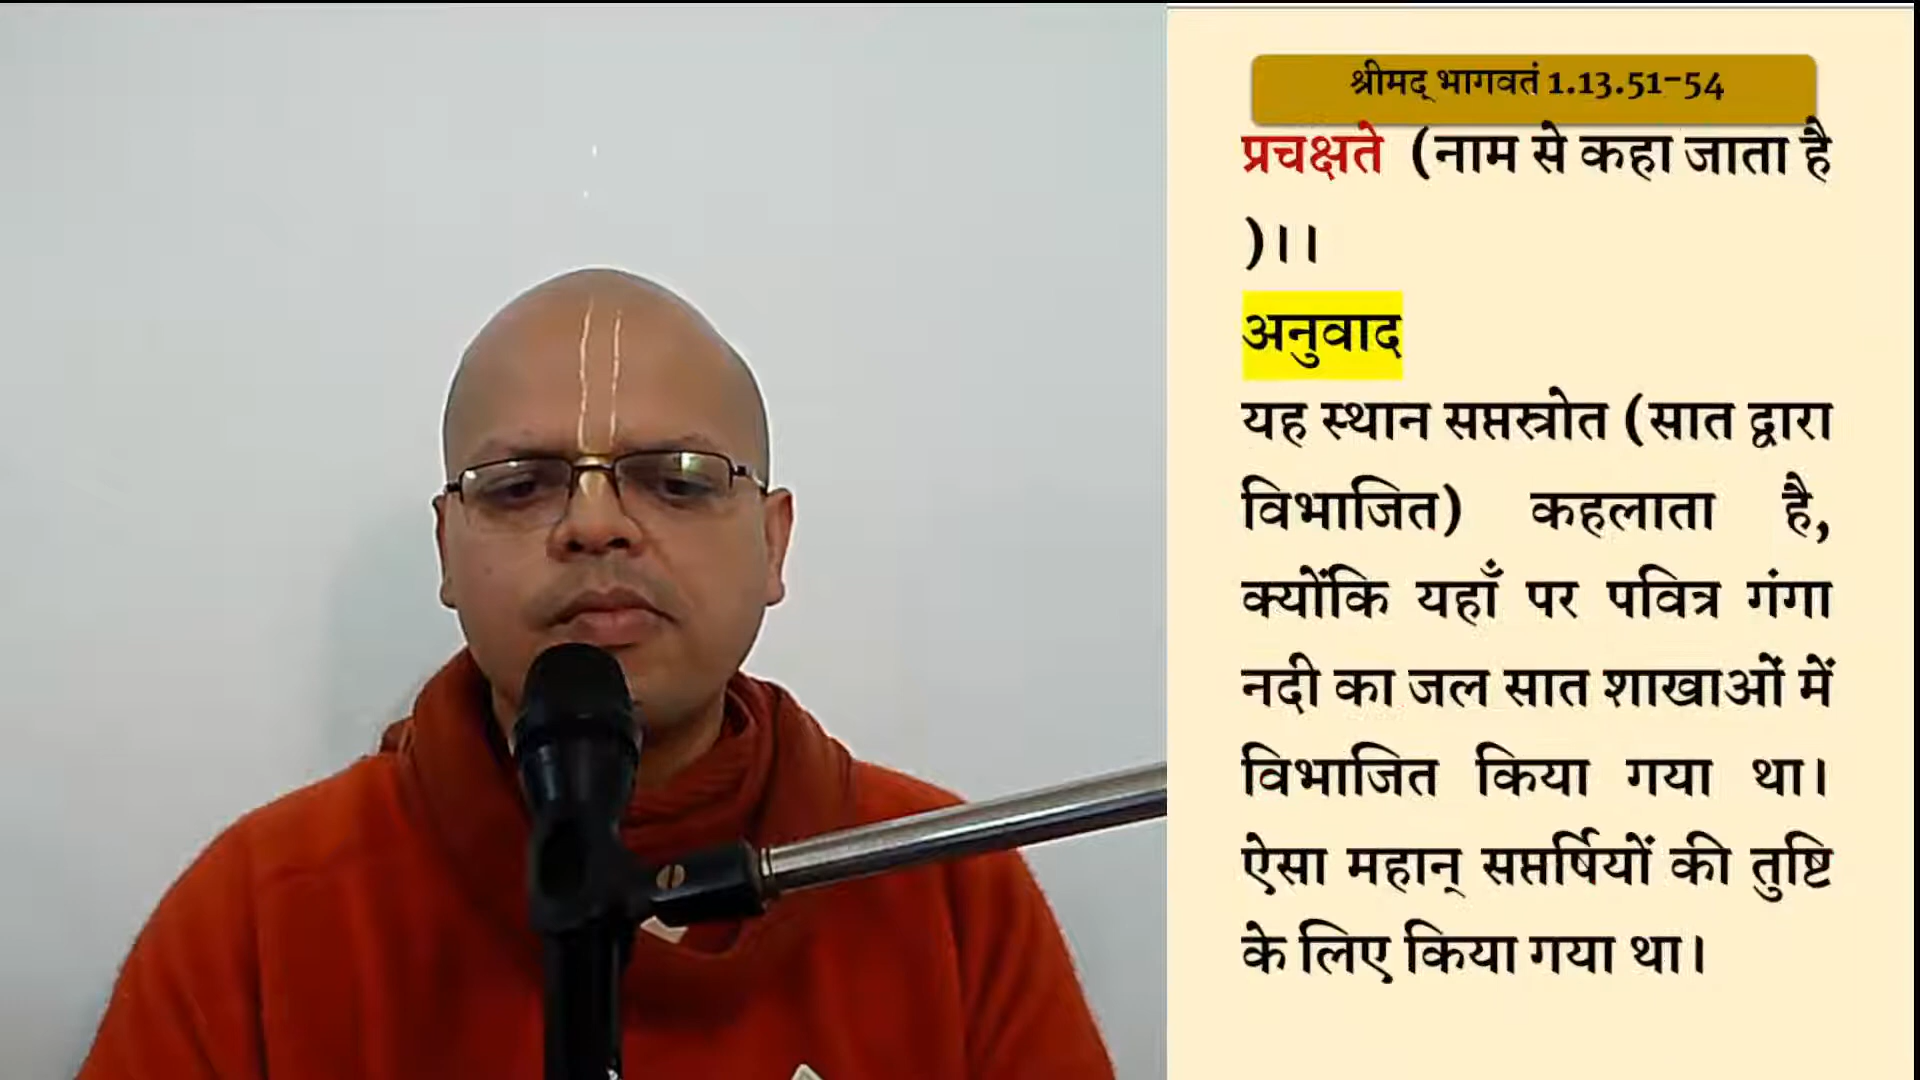 श्रीमद् भागवतं 1.13.51-54
प्रचक्षते (नाम से कहा जाता है
)।।
अनुवाद
यह स्थान सप्तस्रोत (सात द्वारा
विभाजित) कहलाता है,
क्योंकि यहाँ पर पवित्र गंगा
नदी का जल सात शाखाओं में
विभाजित किया गया था।
ऐसा महान् सप्तर्षियों की तुष्टि
के लिए किया गया था।